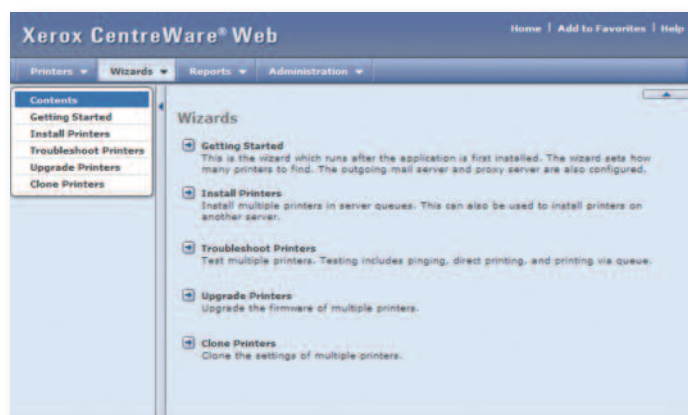 Xerox CentreWare® Web
Home | Add to Favorites | Help
Printers
Wizards
Reports
Administration
Contents
Getting Started
Install Printers
Troubleshoot Printers
Upgrade Printers
Clone Printers
Wizards
Getting Started
This is the wizard which runs after the application is first installed. The wizard sets how
many printers to find. The outgoing mail server and proxy server are also configured.
Install Printers
Install multiple printers in server queues. This can also be used to install printers on
another server.
Troubleshoot Printers
Test multiple printers. Testing includes pinging, direct printing, and printing via queue.
Upgrade Printers
Upgrade the firmware of multiple printers.
Clone Printers
Clone the settings of multiple printers.